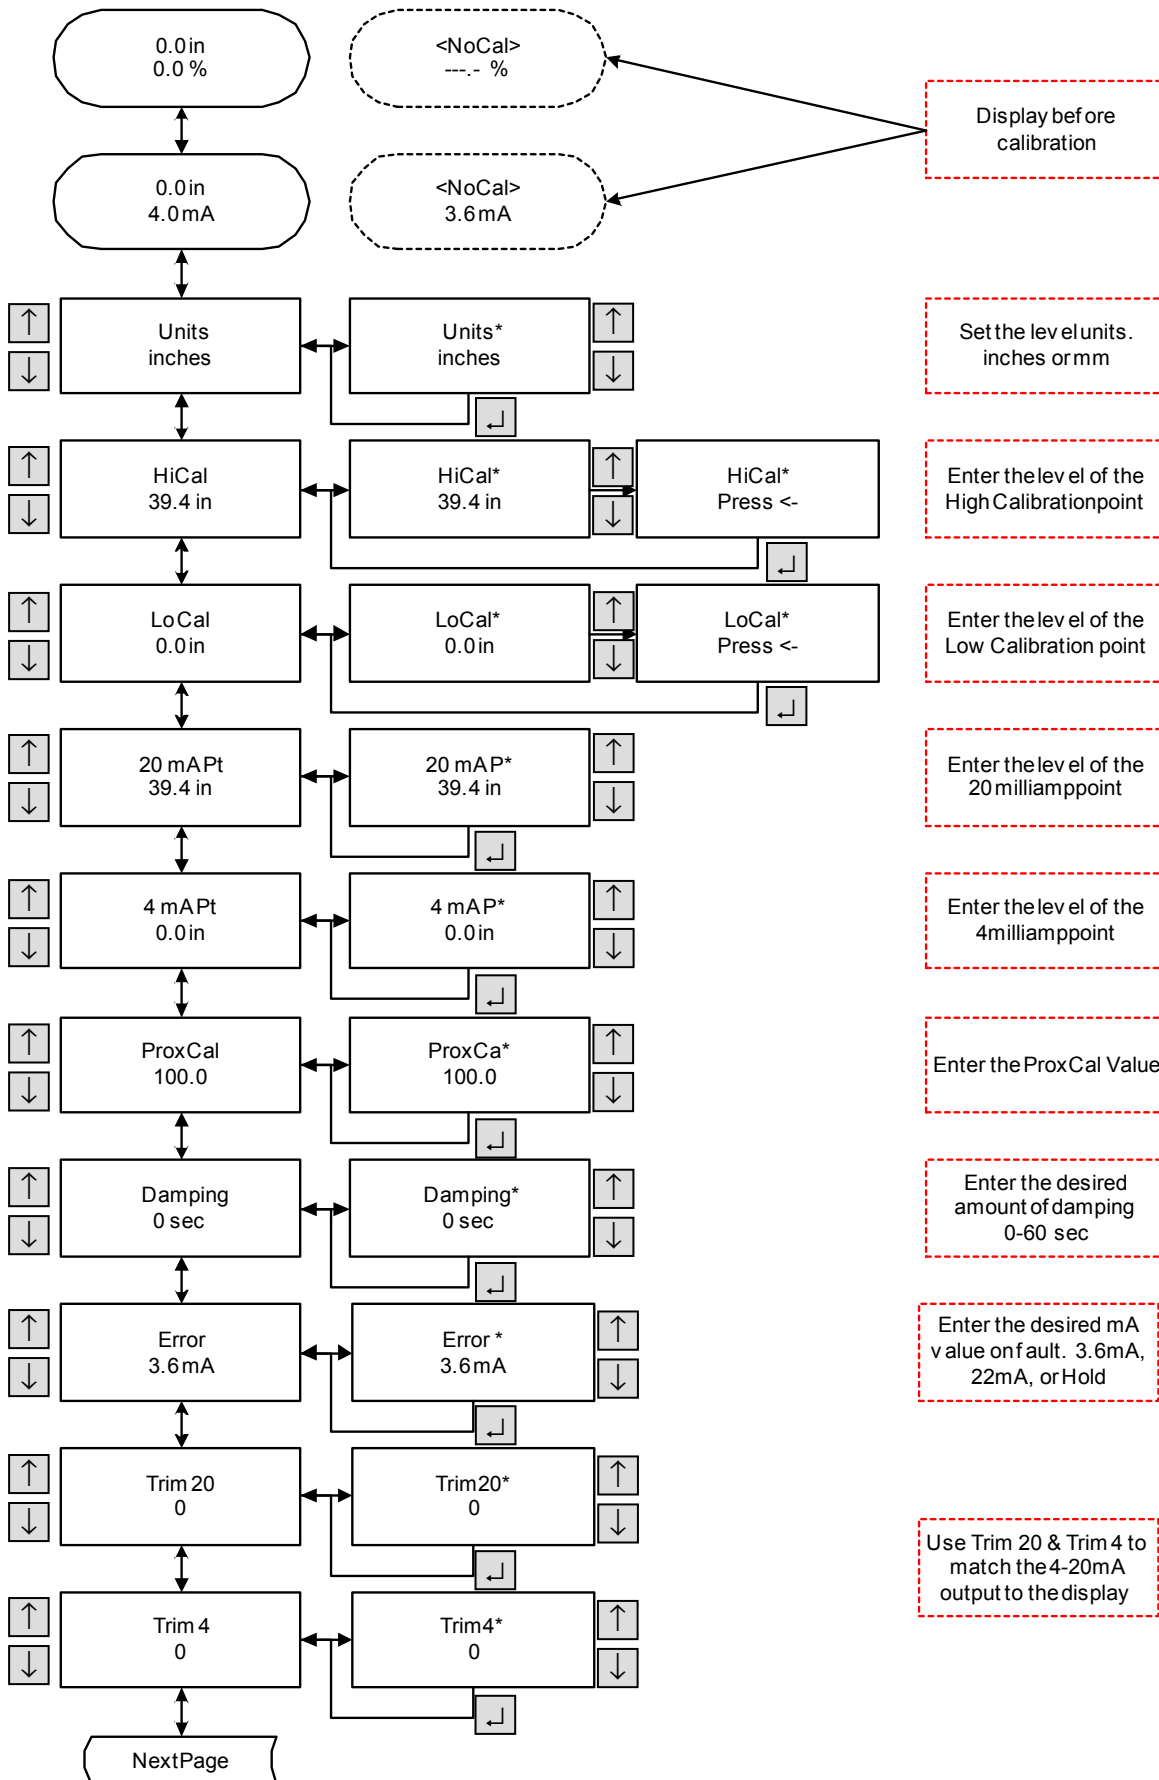 0.0 in
0.0 %
<NoCal>
---.- %
Display before
calibration
0.0 in
4.0 mA
<NoCal>
3.6 mA
↑
↓
Units
inches
Units*
inches
↑
↓
↵
Set the level units.
inches or mm
↑
↓
HiCal
39.4 in
HiCal*
39.4 in
↑
↓
HiCal*
Press <-
↵
Enter the level of the
High Calibration point
↑
↓
LoCal
0.0 in
LoCal*
0.0 in
↑
↓
LoCal*
Press <-
↵
Enter the level of the
Low Calibration point
↑
↓
20 mAPt
39.4 in
20 mAP*
39.4 in
↑
↓
↵
Enter the level of the
20 milliamp point
↑
↓
4 mAPt
0.0 in
4 mAP*
0.0 in
↑
↓
↵
Enter the level of the
4 milliamp point
↑
↓
ProxCal
100.0
ProxCa*
100.0
↑
↓
↵
Enter the ProxCal Value
↑
↓
Damping
0 sec
Damping*
0 sec
↑
↓
↵
Enter the desired
amount of damping
0-60 sec
↑
↓
Error
3.6 mA
Error *
3.6 mA
↑
↓
↵
Enter the desired mA
value on fault. 3.6mA,
22mA, or Hold
↑
↓
Trim 20
0
Trim20*
0
↑
↓
↵
Use Trim 20 & Trim 4 to
match the 4-20mA
output to the display
↑
↓
Trim 4
0
Trim4*
0
↑
↓
↵
Next Page